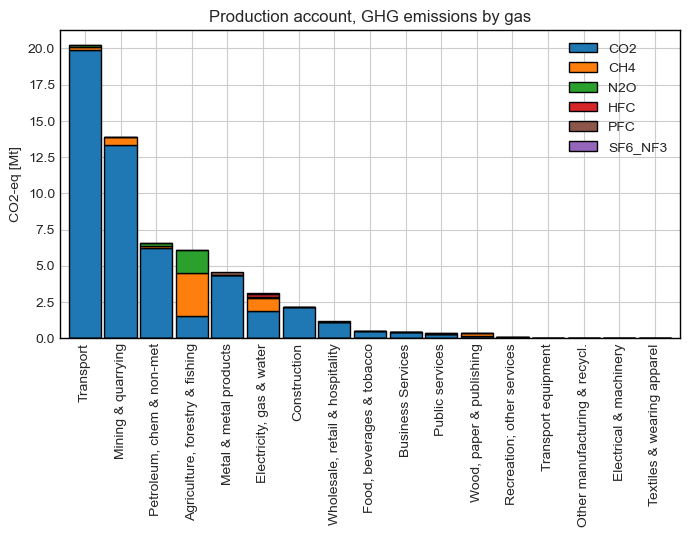 Production account, GHG emissions by gas
CO2-eq [Mt]
20.0
17.5
15.0
12.5
10.0
7.5
5.0
2.5
0.0
CO2
CH4
N2O
HFC
PFC
SF6_NF3
Transport
Mining & quarrying
Petroleum, chem & non-met
Agriculture, forestry & fishing
Metal & metal products
Electricity, gas & water
Construction
Wholesale, retail & hospitality
Food, beverages & tobacco
Business Services
Public services
Wood, paper & publishing
Recreation; other services
Transport equipment
Other manufacturing & recycl.
Electrical & machinery
Textiles & wearing apparel